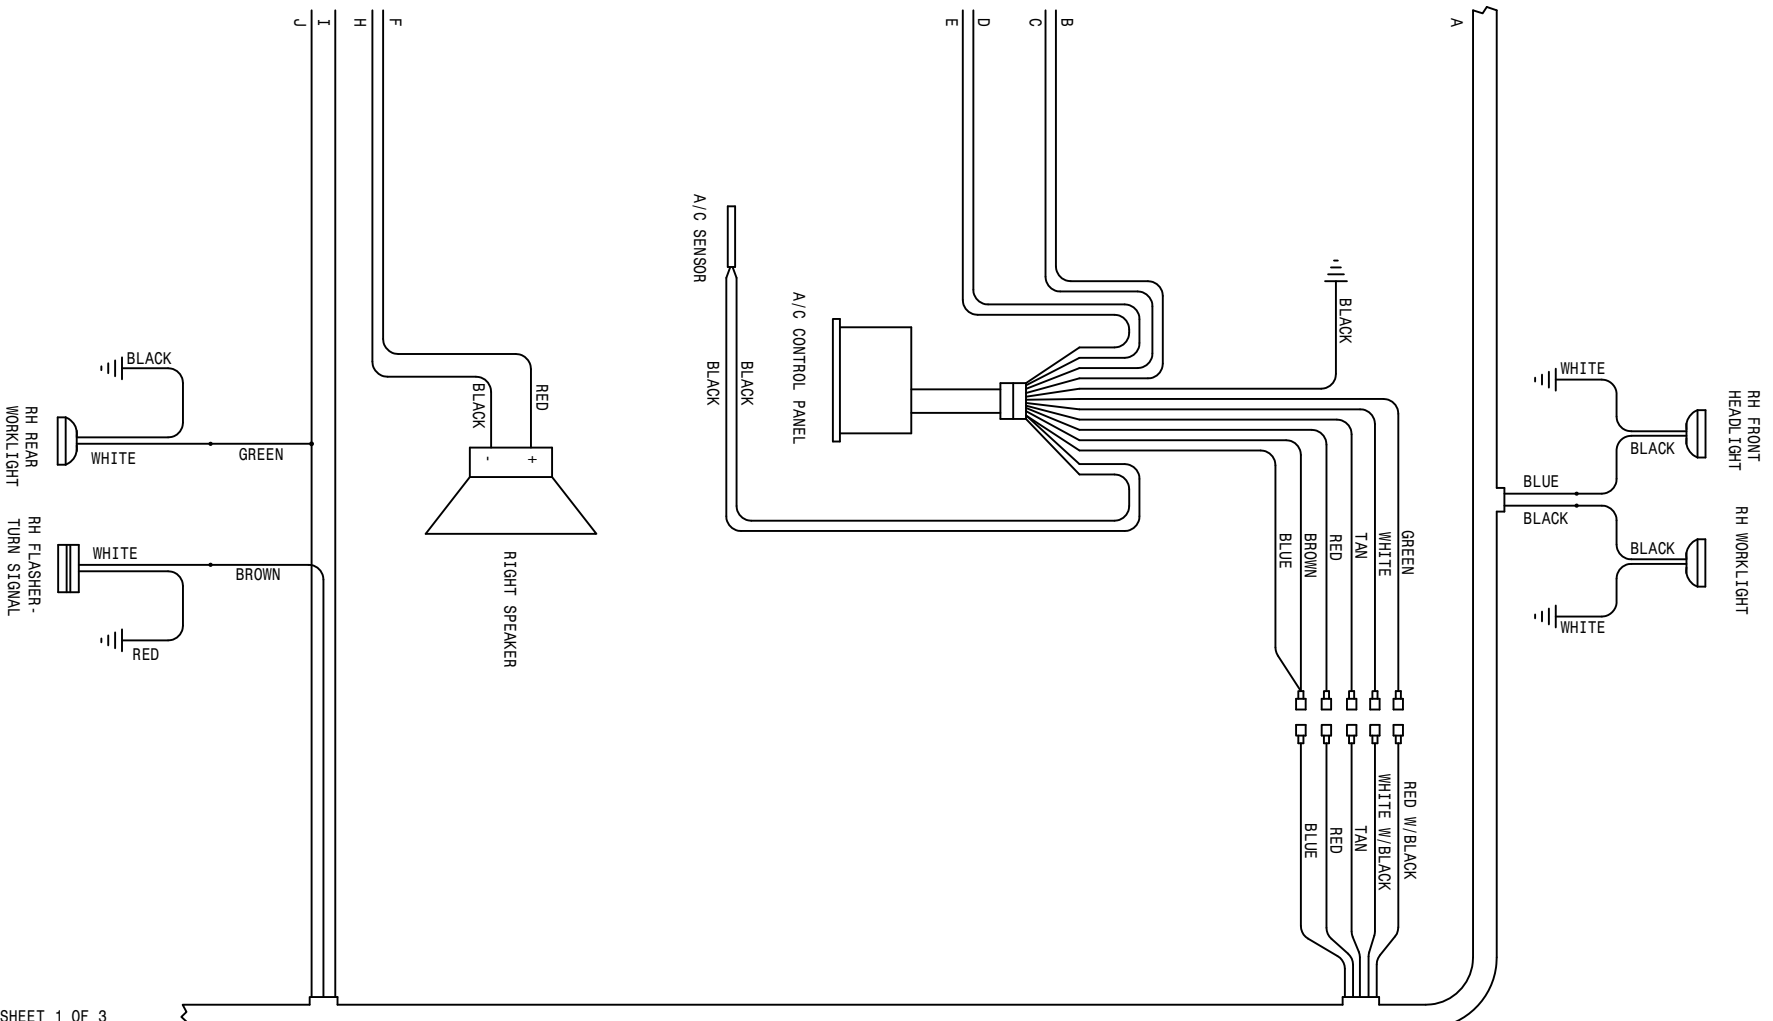 J
I
H
F
E
D
C
B
A
A/C SENSOR
BLACK
BLACK
A/C CONTROL PANEL
BLACK
BLACK
RH REAR
WORKLIGHT
WHITE
GREEN
RH FLASHER-
TURN SIGNAL
WHITE
BROWN
RED
BLACK
RED
-
+
RIGHT SPEAKER
WHITE
BLACK
RH FRONT
HEADLIGHT
BLUE
BLACK
BLACK
WHITE
RH WORKLIGHT
BLUE
BROWN
RED
TAN
WHITE
GREEN
BLUE
RED
TAN
WHITE W/BLACK
RED W/BLACK
SHEET 1 OF 3